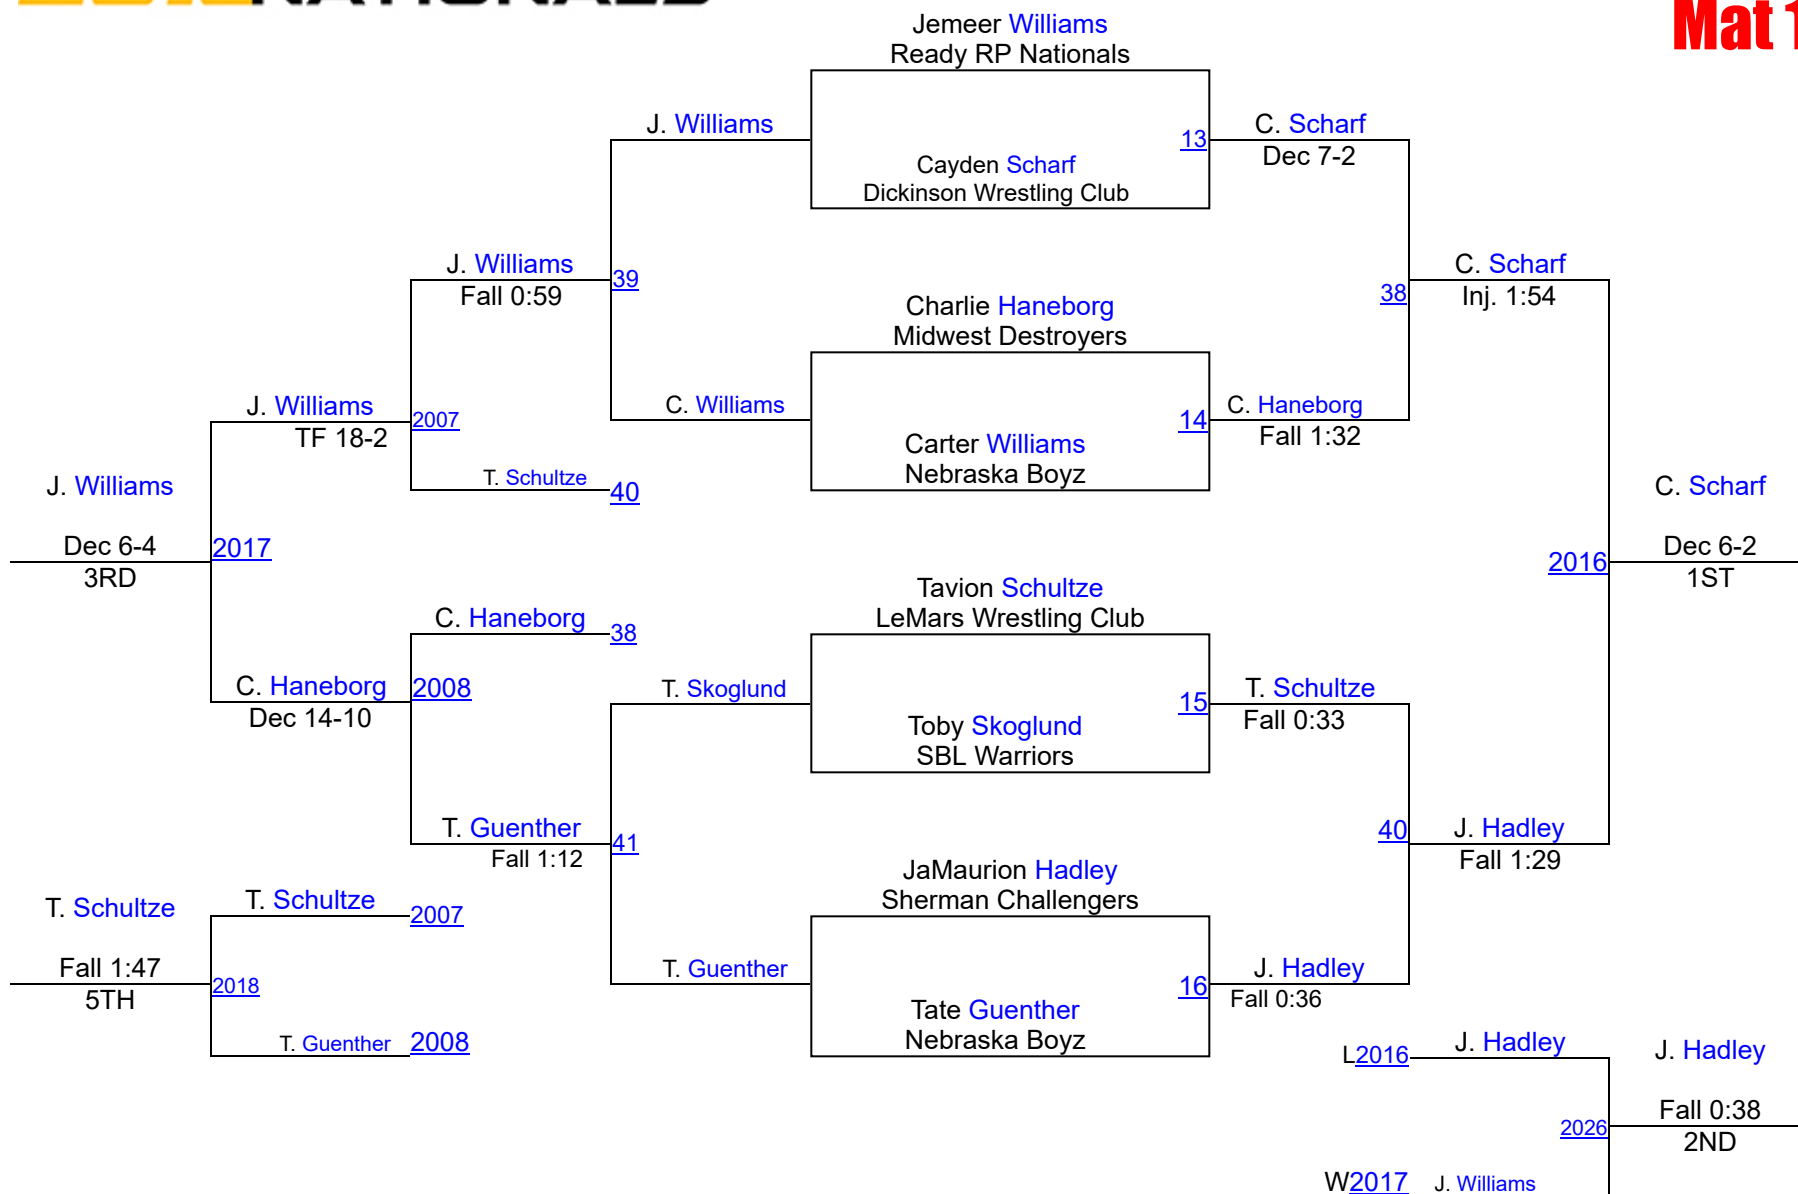 NATIONALS
Mat 1
Jemeer Williams
Ready RP Nationals
J. Williams
13
C. Scharf
Dec 7-2
Cayden Scharf
Dickinson Wrestling Club
J. Williams
Fall 0:59
39
C. Scharf
Inj. 1:54
38
Charlie Haneborg
Midwest Destroyers
C. Williams
14
C. Haneborg
Fall 1:32
Carter Williams
Nebraska Boyz
J. Williams
TF 18-2
2007
T. Schultze
40
J. Williams
Dec 6-4
3RD
2017
C. Scharf
Dec 6-2
1ST
2016
Tavion Schultze
LeMars Wrestling Club
C. Haneborg
38
C. Haneborg
Dec 14-10
2008
T. Skoglund
15
T. Schultze
Fall 0:33
Toby Skoglund
SBL Warriors
T. Guenther
Fall 1:12
41
40
J. Hadley
Fall 1:29
JaMaurion Hadley
Sherman Challengers
T. Schultze
Fall 1:47
5TH
T. Schultze
2007
2018
T. Guenther
2008
T. Guenther
16
J. Hadley
Fall 0:36
Tate Guenther
Nebraska Boyz
L2016
J. Hadley
J. Hadley
Fall 0:38
2ND
2026
W2017
J. Williams